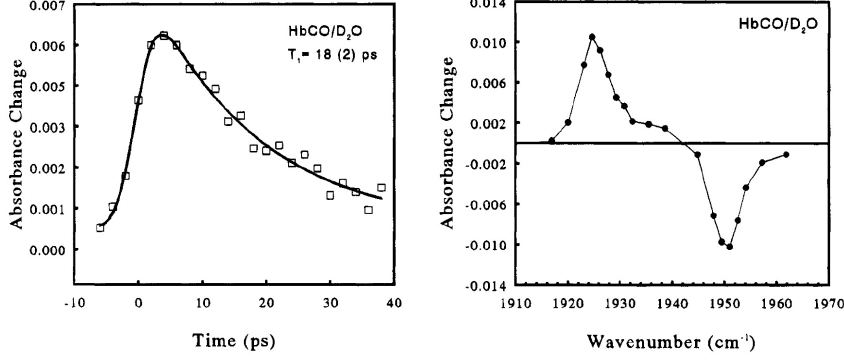 0.007
0.006
0.005
0.003
0.002
0.001
0.000
Absorbance Change
HbCO/D₂O
T₁= 18 (2) ps
-10 0 10 20 30 40
Time (ps)
0.014
0.010
0.006
0.002
-0.002
-0.006
-0.010
-0.014
Absorbance Change
HbCO/D₂O
1910 1920 1930 1940 1950 1960 1970
Wavenumber (cm⁻¹)